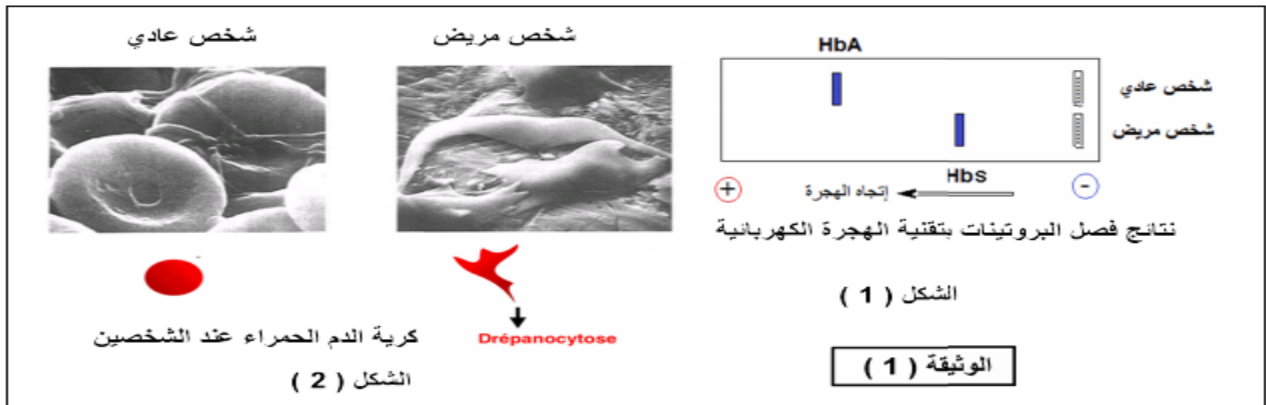 شخص عادي
شخص مريض
HbA
شخص عادي
شخص مريض
HbS
+
إتجاه الهجرة
-
نتائج فصل البروتينات بتقنية الهجرة الكهربائية
الشكل ( 1 )
Drépanocytose
كرية الدم الحمراء عند الشخصين
الشكل ( 2 )
الوثيقة ( 1 )